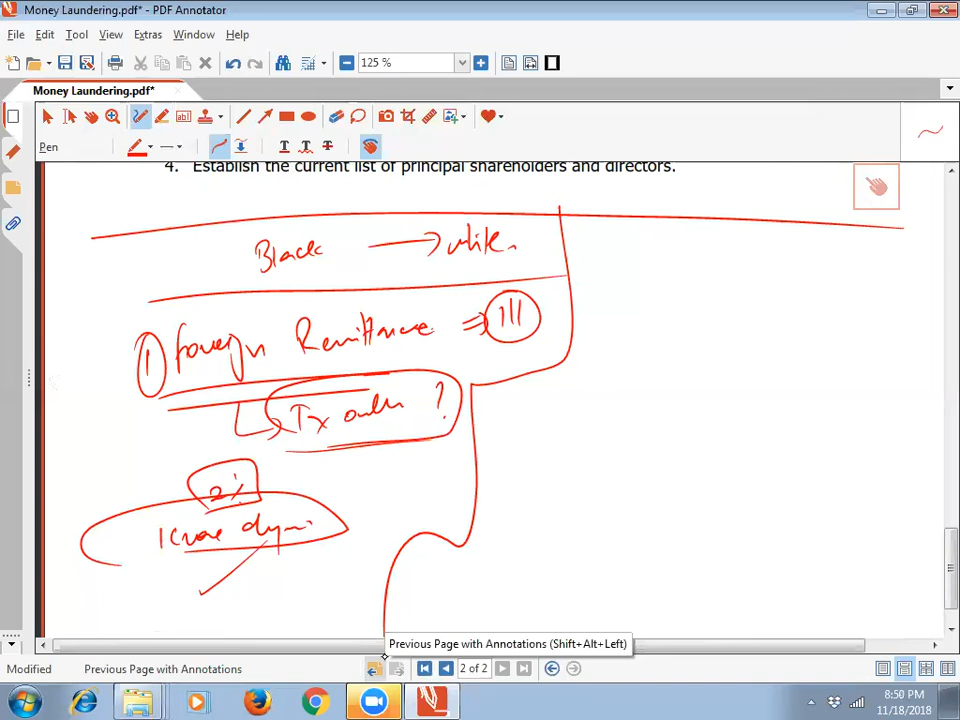 Money Laundering.pdf* - PDF Annotator
File Edit Tool View Extras Window Help
125 %
Money Laundering.pdf*
Pen
4. Establish the current list of principal shareholders and directors.
Black → white
① Foreign Remittance ⇒ 111
Tx
?
2%
Previous Page with Annotations (Shift+Alt+Left)
Modified Previous Page with Annotations 2 of 2
8:50 PM
11/18/2018